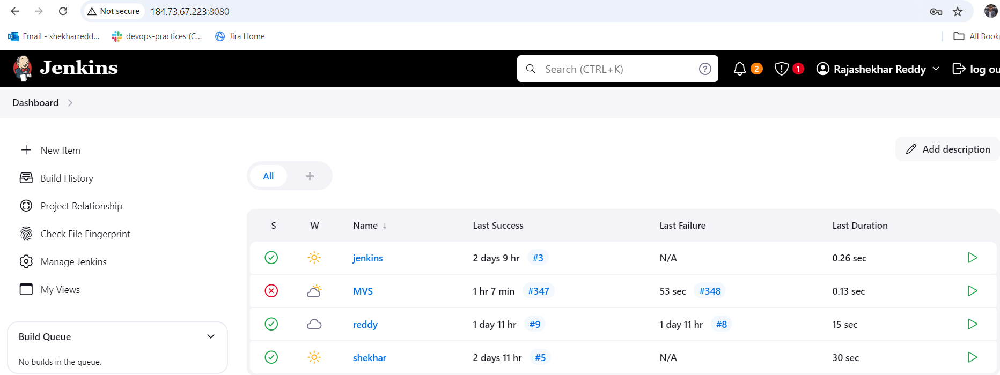 Not secure 184.73.67.223:8080
Email - shekharredd... devops-practices (C... Jira Home All Bookm
Jenkins Search (CTRL+K) 2 1 Rajashekhar Reddy log ou
Dashboard
New Item
Build History
Project Relationship
Check File Fingerprint
Manage Jenkins
My Views
Build Queue
No builds in the queue.
Add description
All
S W Name ↓ Last Success Last Failure Last Duration
jenkins 2 days 9 hr #3 N/A 0.26 sec
MVS 1 hr 7 min #347 53 sec #348 0.13 sec
reddy 1 day 11 hr #9 1 day 11 hr #8 15 sec
shekhar 2 days 11 hr #5 N/A 30 sec